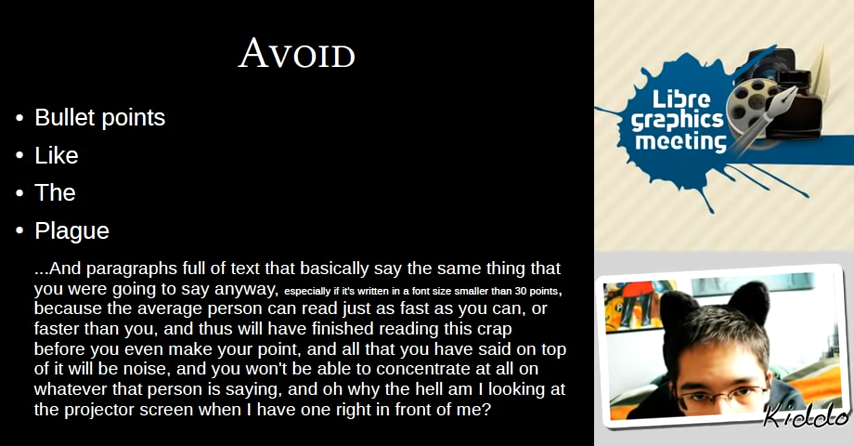 Avoid
• Bullet points
• Like
• The
• Plague
...And paragraphs full of text that basically say the same thing that
you were going to say anyway, especially if it's written in a font size smaller than 30 points,
because the average person can read just as fast as you can, or
faster than you, and thus will have finished reading this crap
before you even make your point, and all that you have said on top
of it will be noise, and you won't be able to concentrate at all on
whatever that person is saying, and oh why the hell am I looking at
the projector screen when I have one right in front of me?
Libre
graphics
meeting
Kiddo